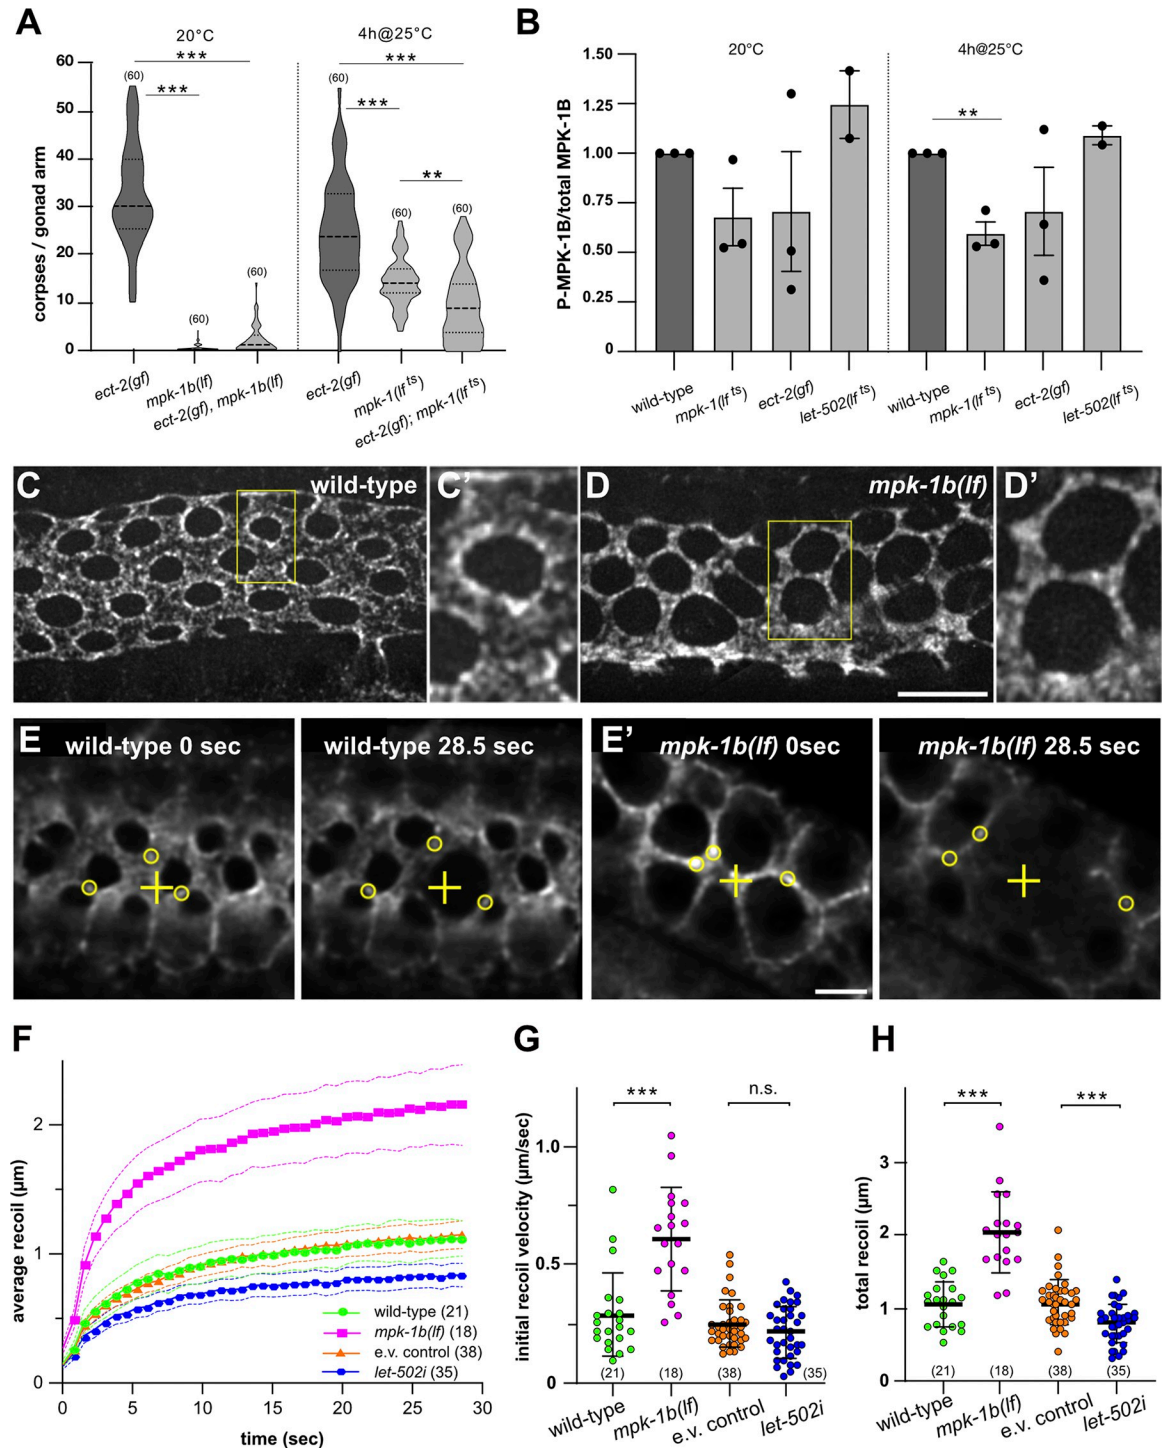 A
20°C
4h@25°C
***
***
***
***
**
(60)
(60)
(60)
(60)
(60)
(60)
corpses / gonad arm
60
50
40
30
20
10
0
ect-2(gf)
mpk-1b(lf)
ect-2(gf), mpk-1b(lf)
ect-2(gf)
mpk-1(lf ts)
ect-2(gf); mpk-1(lf ts)
B
20°C
4h@25°C
**
P-MPK-1B/total MPK-1B
1.50
1.25
1.00
0.75
0.50
0.25
0
wild-type
mpk-1(lf ts)
ect-2(gf)
let-502(lf ts)
wild-type
mpk-1(lf ts)
ect-2(gf)
let-502(lf ts)
C
wild-type
C'
D
mpk-1b(lf)
D'
E
wild-type 0 sec
wild-type 28.5 sec
E'
mpk-1b(lf) 0sec
mpk-1b(lf) 28.5 sec
F
average recoil (µm)
2
1
0
0 5 10 15 20 25 30
time (sec)
wild-type (21)
mpk-1b(lf) (18)
e.v. control (38)
let-502i (35)
G
initial recoil velocity (µm/sec)
1.0
0.5
0
***
n.s.
(21) (18) (38) (35)
wild-type
mpk-1b(lf)
e.v. control
let-502i
H
total recoil (µm)
3
2
1
0
***
***
(21) (18) (38) (35)
wild-type
mpk-1b(lf)
e.v. control
let-502i